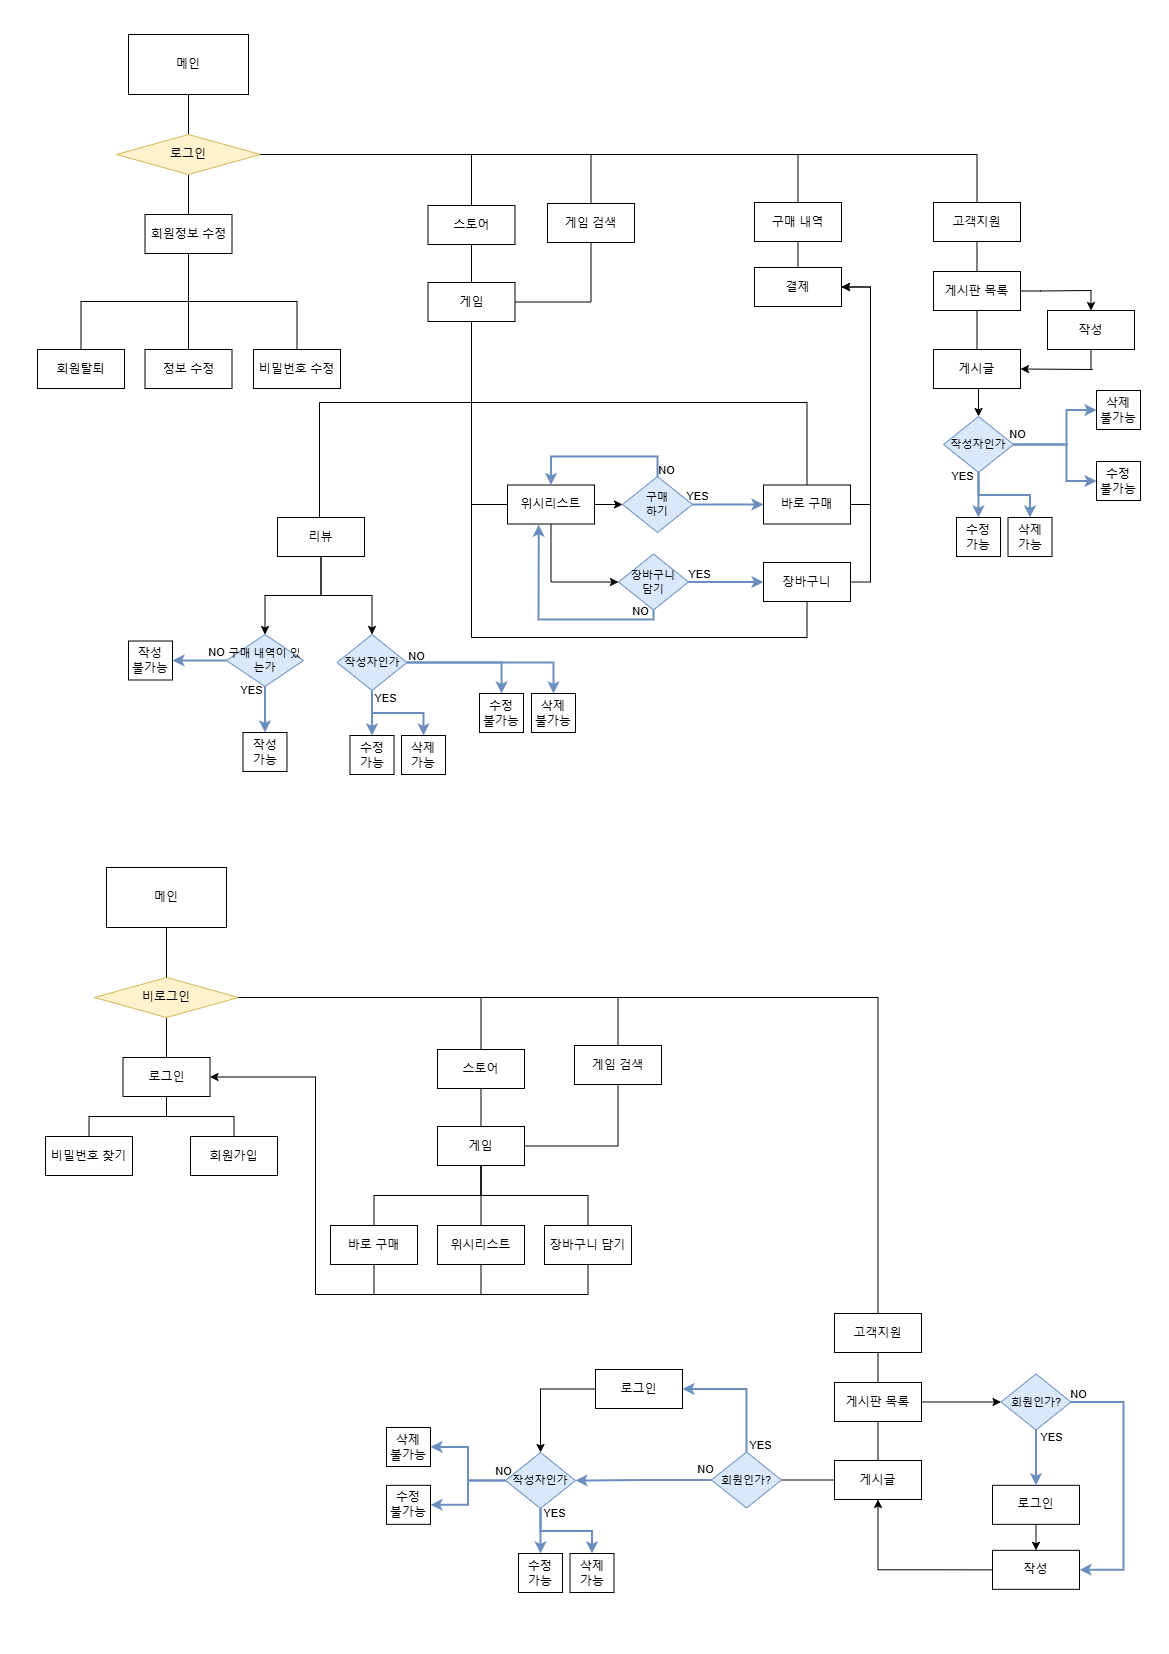 메인
로그인
회원정보 수정
스토어
게임 검색
구매 내역
고객지원
게임
결제
게시판 목록
작성
회원탈퇴
정보 수정
비밀번호 수정
게시글
삭제
불가능
작성자인가
NO
YES
수정
불가능
수정
가능
삭제
가능
위시리스트
구매
하기
NO
YES
바로 구매
리뷰
장바구니
담기
YES
NO
장바구니
작성
불가능
NO
구매 내역이 있
는가
YES
작성
가능
작성자인가
NO
YES
수정
가능
삭제
가능
수정
불가능
삭제
불가능
메인
비로그인
로그인
스토어
게임 검색
비밀번호 찾기
회원가입
게임
바로 구매
위시리스트
장바구니 담기
고객지원
로그인
게시판 목록
회원인가?
NO
YES
삭제
불가능
수정
불가능
NO
작성자인가
YES
NO
회원인가?
YES
게시글
로그인
수정
가능
삭제
가능
작성